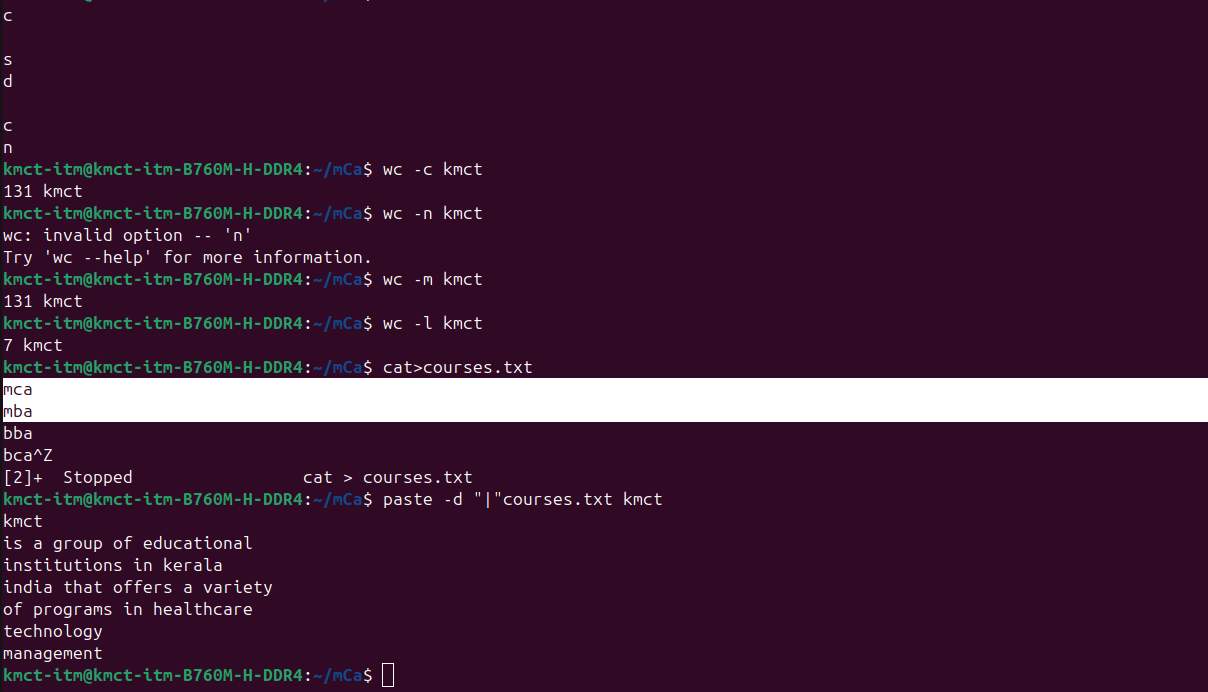 c
s
d
c
n
kmct-itm@kmct-itm-B760M-H-DDR4:~/mCa$ wc -c kmct
131 kmct
kmct-itm@kmct-itm-B760M-H-DDR4:~/mCa$ wc -n kmct
wc: invalid option -- 'n'
Try 'wc --help' for more information.
kmct-itm@kmct-itm-B760M-H-DDR4:~/mCa$ wc -m kmct
131 kmct
kmct-itm@kmct-itm-B760M-H-DDR4:~/mCa$ wc -l kmct
7 kmct
kmct-itm@kmct-itm-B760M-H-DDR4:~/mCa$ cat>courses.txt
mca
mba
bba
bca^Z
[2]+  Stopped                 cat > courses.txt
kmct-itm@kmct-itm-B760M-H-DDR4:~/mCa$ paste -d "|"courses.txt kmct
kmct
is a group of educational
institutions in kerala
india that offers a variety
of programs in healthcare
technology
management
kmct-itm@kmct-itm-B760M-H-DDR4:~/mCa$